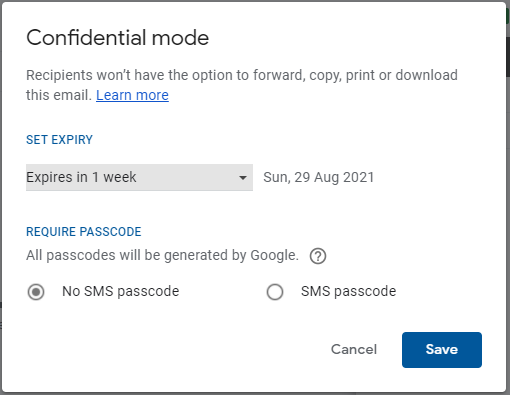 Confidential mode
Recipients won't have the option to forward, copy, print or download
this email. Learn more
SET EXPIRY
Expires in 1 week Sun, 29 Aug 2021
REQUIRE PASSCODE
All passcodes will be generated by Google. ?
No SMS passcode SMS passcode
Cancel Save